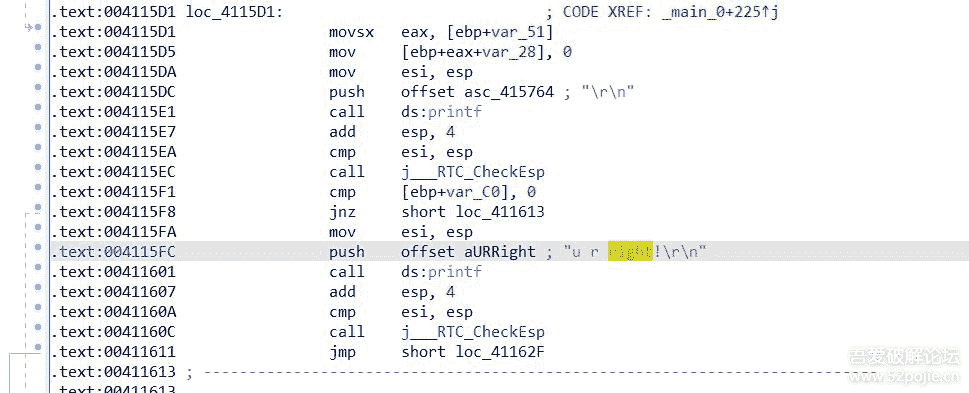 .text:004115D1 loc_4115D1:                             ; CODE XREF: _main_0+225↑j
.text:004115D1                 movsx   eax, [ebp+var_51]
.text:004115D5                 mov     [ebp+eax+var_28], 0
.text:004115DA                 mov     esi, esp
.text:004115DC                 push    offset asc_415764 ; "\r\n"
.text:004115E1                 call    ds:printf
.text:004115E7                 add     esp, 4
.text:004115EA                 cmp     esi, esp
.text:004115EC                 call    j___RTC_CheckEsp
.text:004115F1                 cmp     [ebp+var_C0], 0
.text:004115F8                 jnz     short loc_411613
.text:004115FA                 mov     esi, esp
.text:004115FC                 push    offset aURRight ; "u r right!\r\n"
.text:00411601                 call    ds:printf
.text:00411607                 add     esp, 4
.text:0041160A                 cmp     esi, esp
.text:0041160C                 call    j___RTC_CheckEsp
.text:00411611                 jmp     short loc_41162F
.text:00411613 ; ---------------------------------------------------------------------------
.text:00411613
吾爱破解论坛
www.52pojie.cn